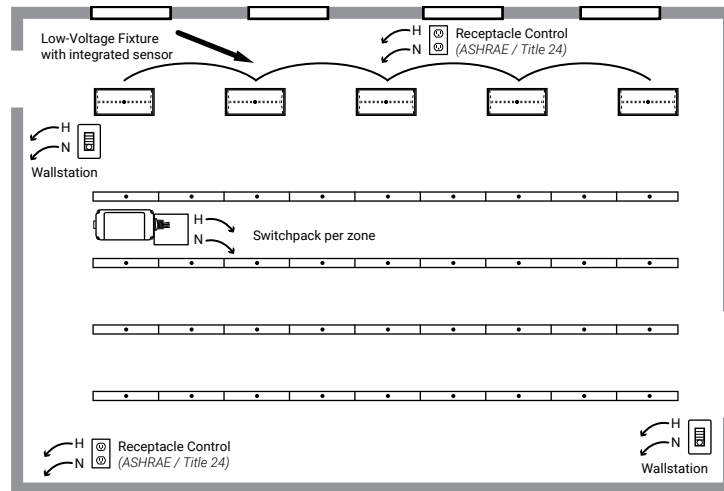 Low-Voltage Fixture
with integrated sensor
H
N
Receptacle Control
(ASHRAE / Title 24)
H
N
Wallstation
H
N
Switchpack per zone
H
N
Receptacle Control
(ASHRAE / Title 24)
H
N
Wallstation